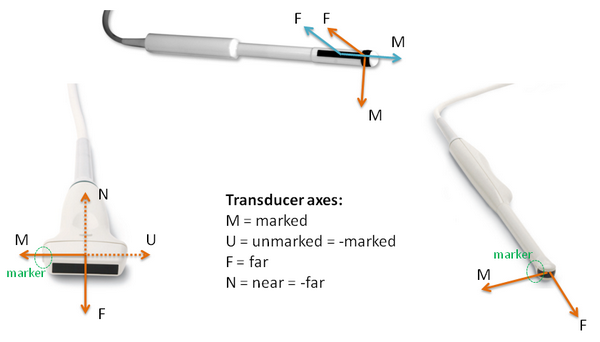 F F
M
M
N
M U
marker
F
Transducer axes:
M = marked
U = unmarked = -marked
F = far
N = near = -far
marker
M
F